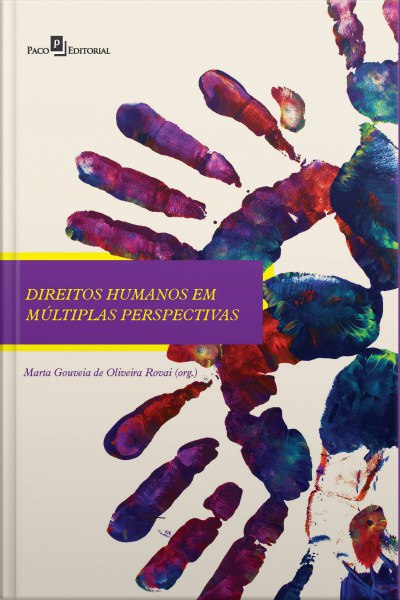 PACO P EDITORIAL
DIREITOS HUMANOS EM
MÚLTIPLAS PERSPECTIVAS
Marta Gouveia de Oliveira Rovai (org.)